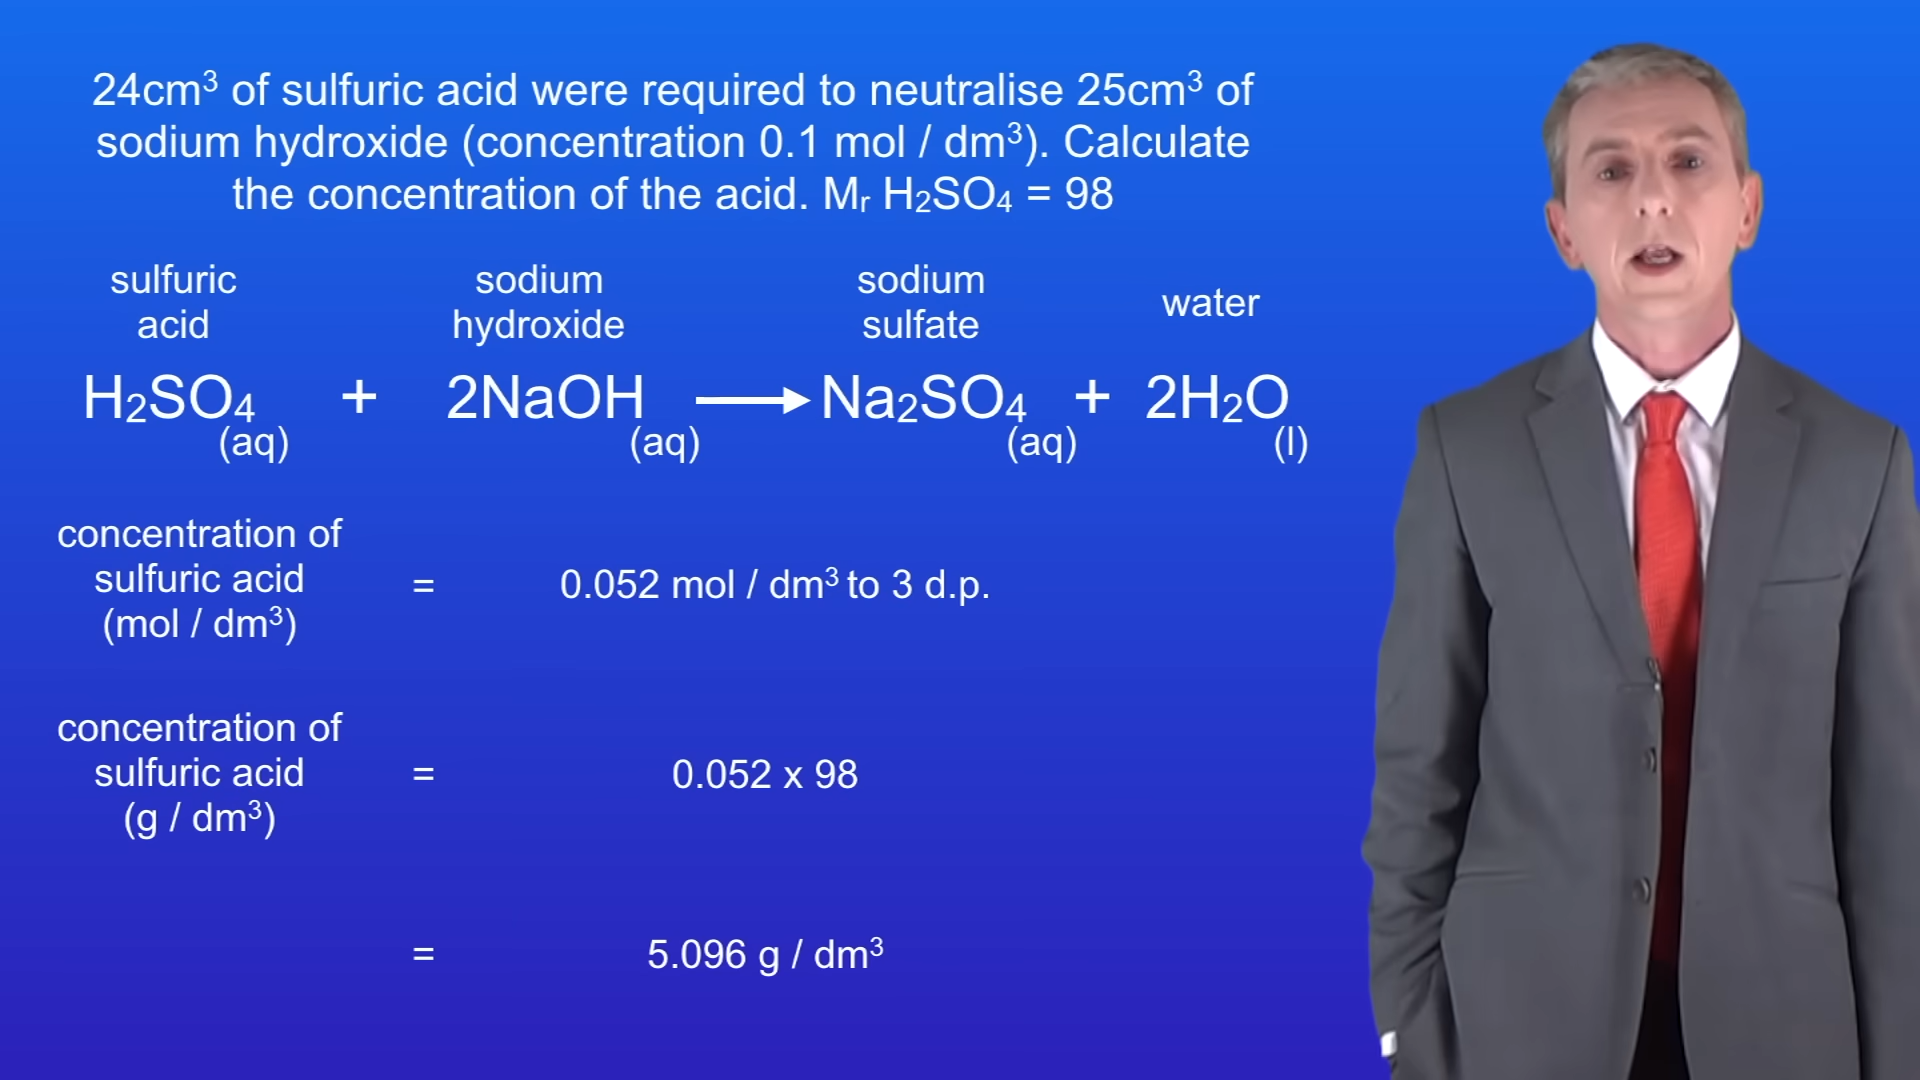 24cm³ of sulfuric acid were required to neutralise 25cm³ of
sodium hydroxide (concentration 0.1 mol / dm³). Calculate
the concentration of the acid. Mᵣ H₂SO₄ = 98
sulfuric
acid
sodium
hydroxide
sodium
sulfate
water
H₂SO₄(aq) + 2NaOH(aq) ⟶ Na₂SO₄(aq) + 2H₂O(l)
concentration of
sulfuric acid
(mol / dm³)
= 0.052 mol / dm³ to 3 d.p.
concentration of
sulfuric acid
(g / dm³)
= 0.052 x 98
= 5.096 g / dm³